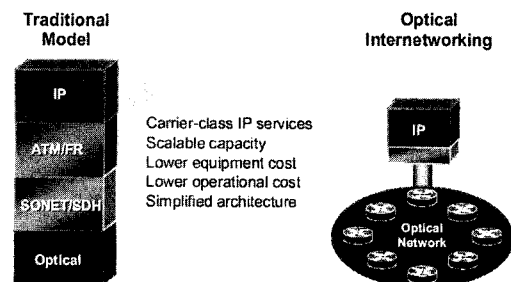 Traditional
Model
IP
ATM/FR
SONET/SDH
Optical
Carrier-class IP services
Scalable capacity
Lower equipment cost
Lower operational cost
Simplified architecture
Optical
Internetworking
IP
Optical
Network